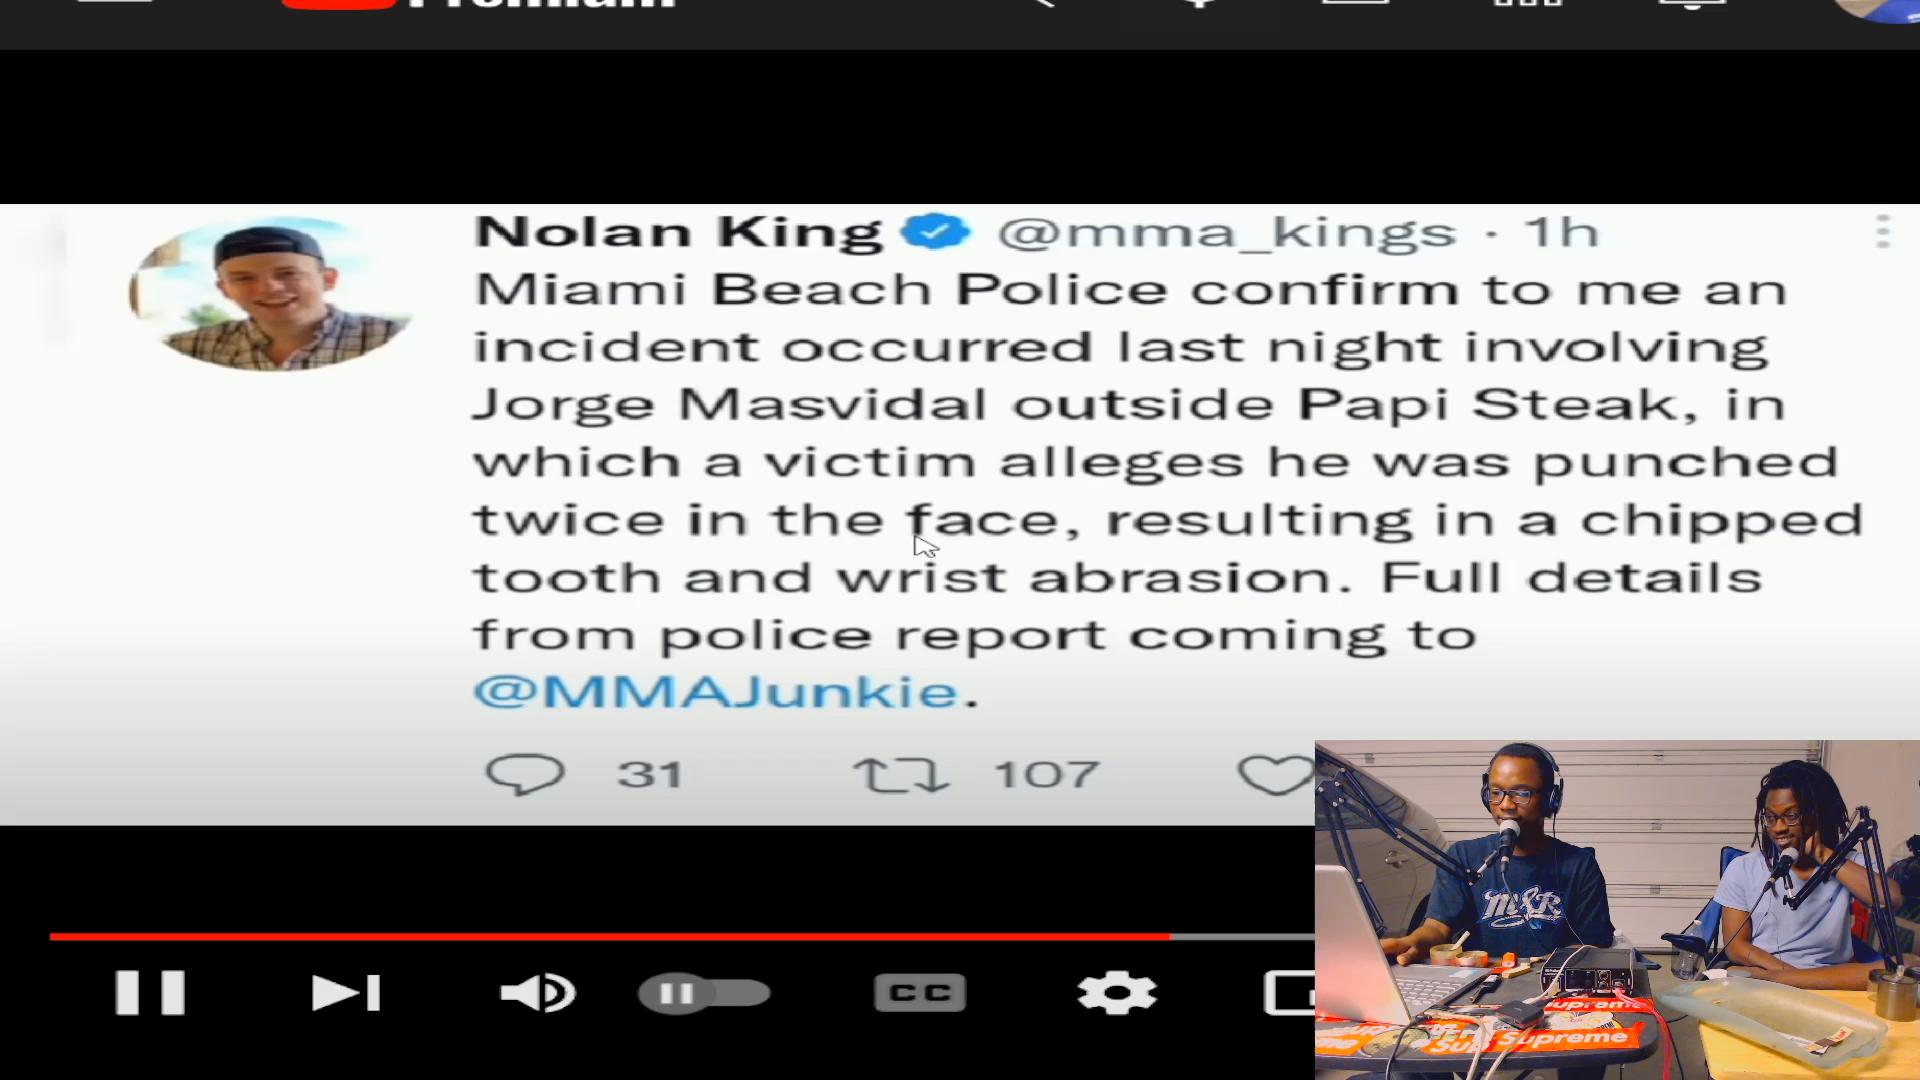 Premium
Nolan King @mma_kings · 1h
Miami Beach Police confirm to me an
incident occurred last night involving
Jorge Masvidal outside Papi Steak, in
which a victim alleges he was punched
twice in the face, resulting in a chipped
tooth and wrist abrasion. Full details
from police report coming to
@MMAJunkie.
31 107
CC
M&R
Supreme
Supreme